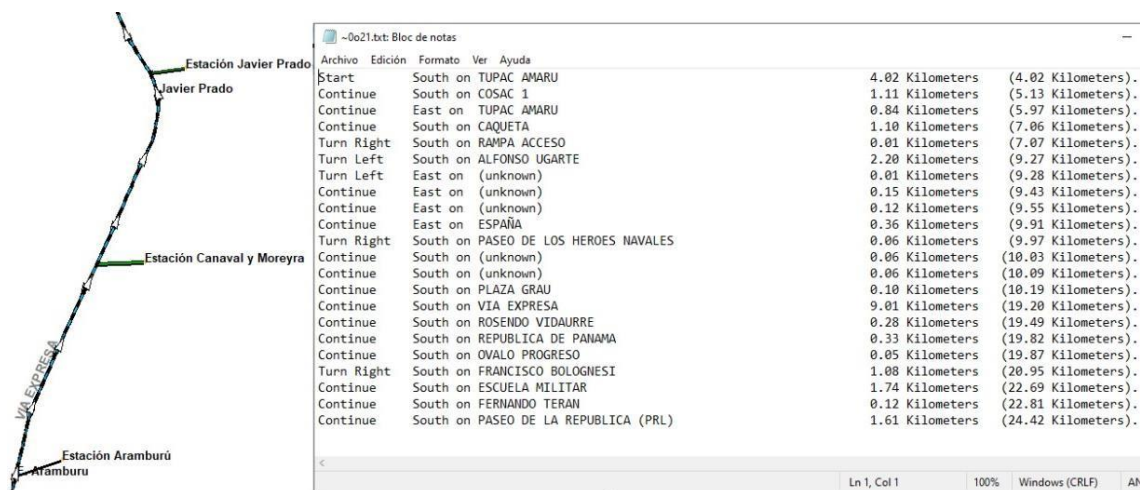 Estación Javier Prado
Javier Prado
Estación Canaval y Moreyra
VIA EXPRESA
Estación Aramburú
E. Aramburu
~0o21.txt: Bloc de notas
Archivo Edición Formato Ver Ayuda
Start South on TUPAC AMARU 4.02 Kilometers (4.02 Kilometers).
Continue South on COSAC 1 1.11 Kilometers (5.13 Kilometers).
Continue East on TUPAC AMARU 0.84 Kilometers (5.97 Kilometers).
Continue South on CAQUETA 1.10 Kilometers (7.06 Kilometers).
Turn Right South on RAMPA ACCESO 0.01 Kilometers (7.07 Kilometers).
Turn Left South on ALFONSO UGARTE 2.20 Kilometers (9.27 Kilometers).
Turn Left East on (unknown) 0.01 Kilometers (9.28 Kilometers).
Continue East on (unknown) 0.15 Kilometers (9.43 Kilometers).
Continue East on (unknown) 0.12 Kilometers (9.55 Kilometers).
Continue East on ESPAÑA 0.36 Kilometers (9.91 Kilometers).
Turn Right South on PASEO DE LOS HEROES NAVALES 0.06 Kilometers (9.97 Kilometers).
Continue South on (unknown) 0.06 Kilometers (10.03 Kilometers).
Continue South on (unknown) 0.06 Kilometers (10.09 Kilometers).
Continue South on PLAZA GRAU 0.10 Kilometers (10.19 Kilometers).
Continue South on VIA EXPRESA 9.01 Kilometers (19.20 Kilometers).
Continue South on ROSENDO VIDAURRE 0.28 Kilometers (19.49 Kilometers).
Continue South on REPUBLICA DE PANAMA 0.33 Kilometers (19.82 Kilometers).
Continue South on OVALO PROGRESO 0.05 Kilometers (19.87 Kilometers).
Turn Right South on FRANCISCO BOLOGNESI 1.08 Kilometers (20.95 Kilometers).
Continue South on ESCUELA MILITAR 1.74 Kilometers (22.69 Kilometers).
Continue South on FERNANDO TERAN 0.12 Kilometers (22.81 Kilometers).
Continue South on PASEO DE LA REPUBLICA (PRL) 1.61 Kilometers (24.42 Kilometers).
Ln 1, Col 1 100% Windows (CRLF) AN